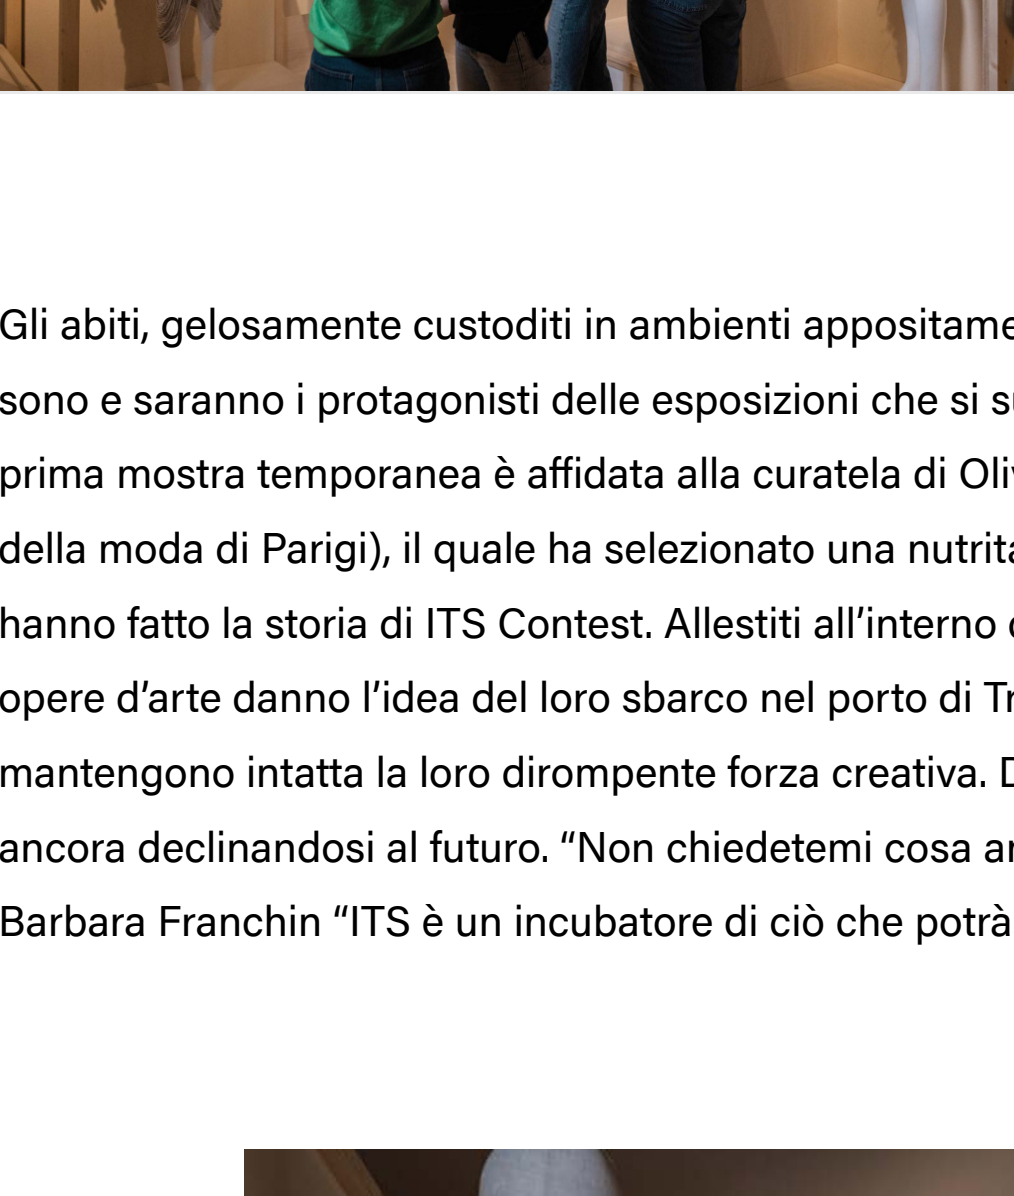 Gli abiti, gelosamente custoditi in ambienti
sono e saranno i protagonisti delle esposizioni che si
prima mostra temporanea è affidata alla curatela di
della moda di Parigi), il quale ha selezionato una
hanno fatto la storia di ITS Contest. Allestiti all’interno
opere d’arte danno l’idea del loro sbarco nel porto di
mantengono intatta la loro dirompente forza creativa.
ancora declinandosi al futuro. “Non chiedetemi cosa
Barbara Franchin “ITS è un incubatore di ciò che potrà